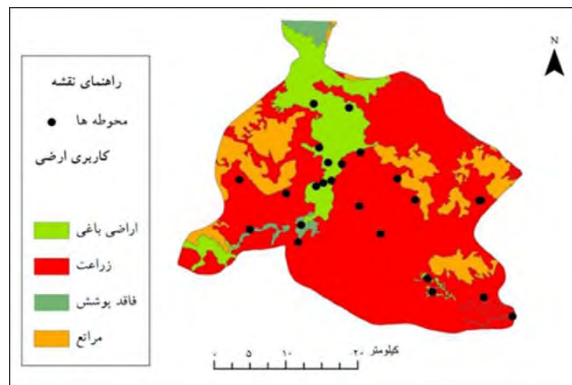 N
راهنمای نقشه
محوطه ها
کاربری ارضی
اراضی باغی
زراعت
فاقد پوشش
مراتع
۰ ۵ ۱۰ ۲۰ کیلومتر